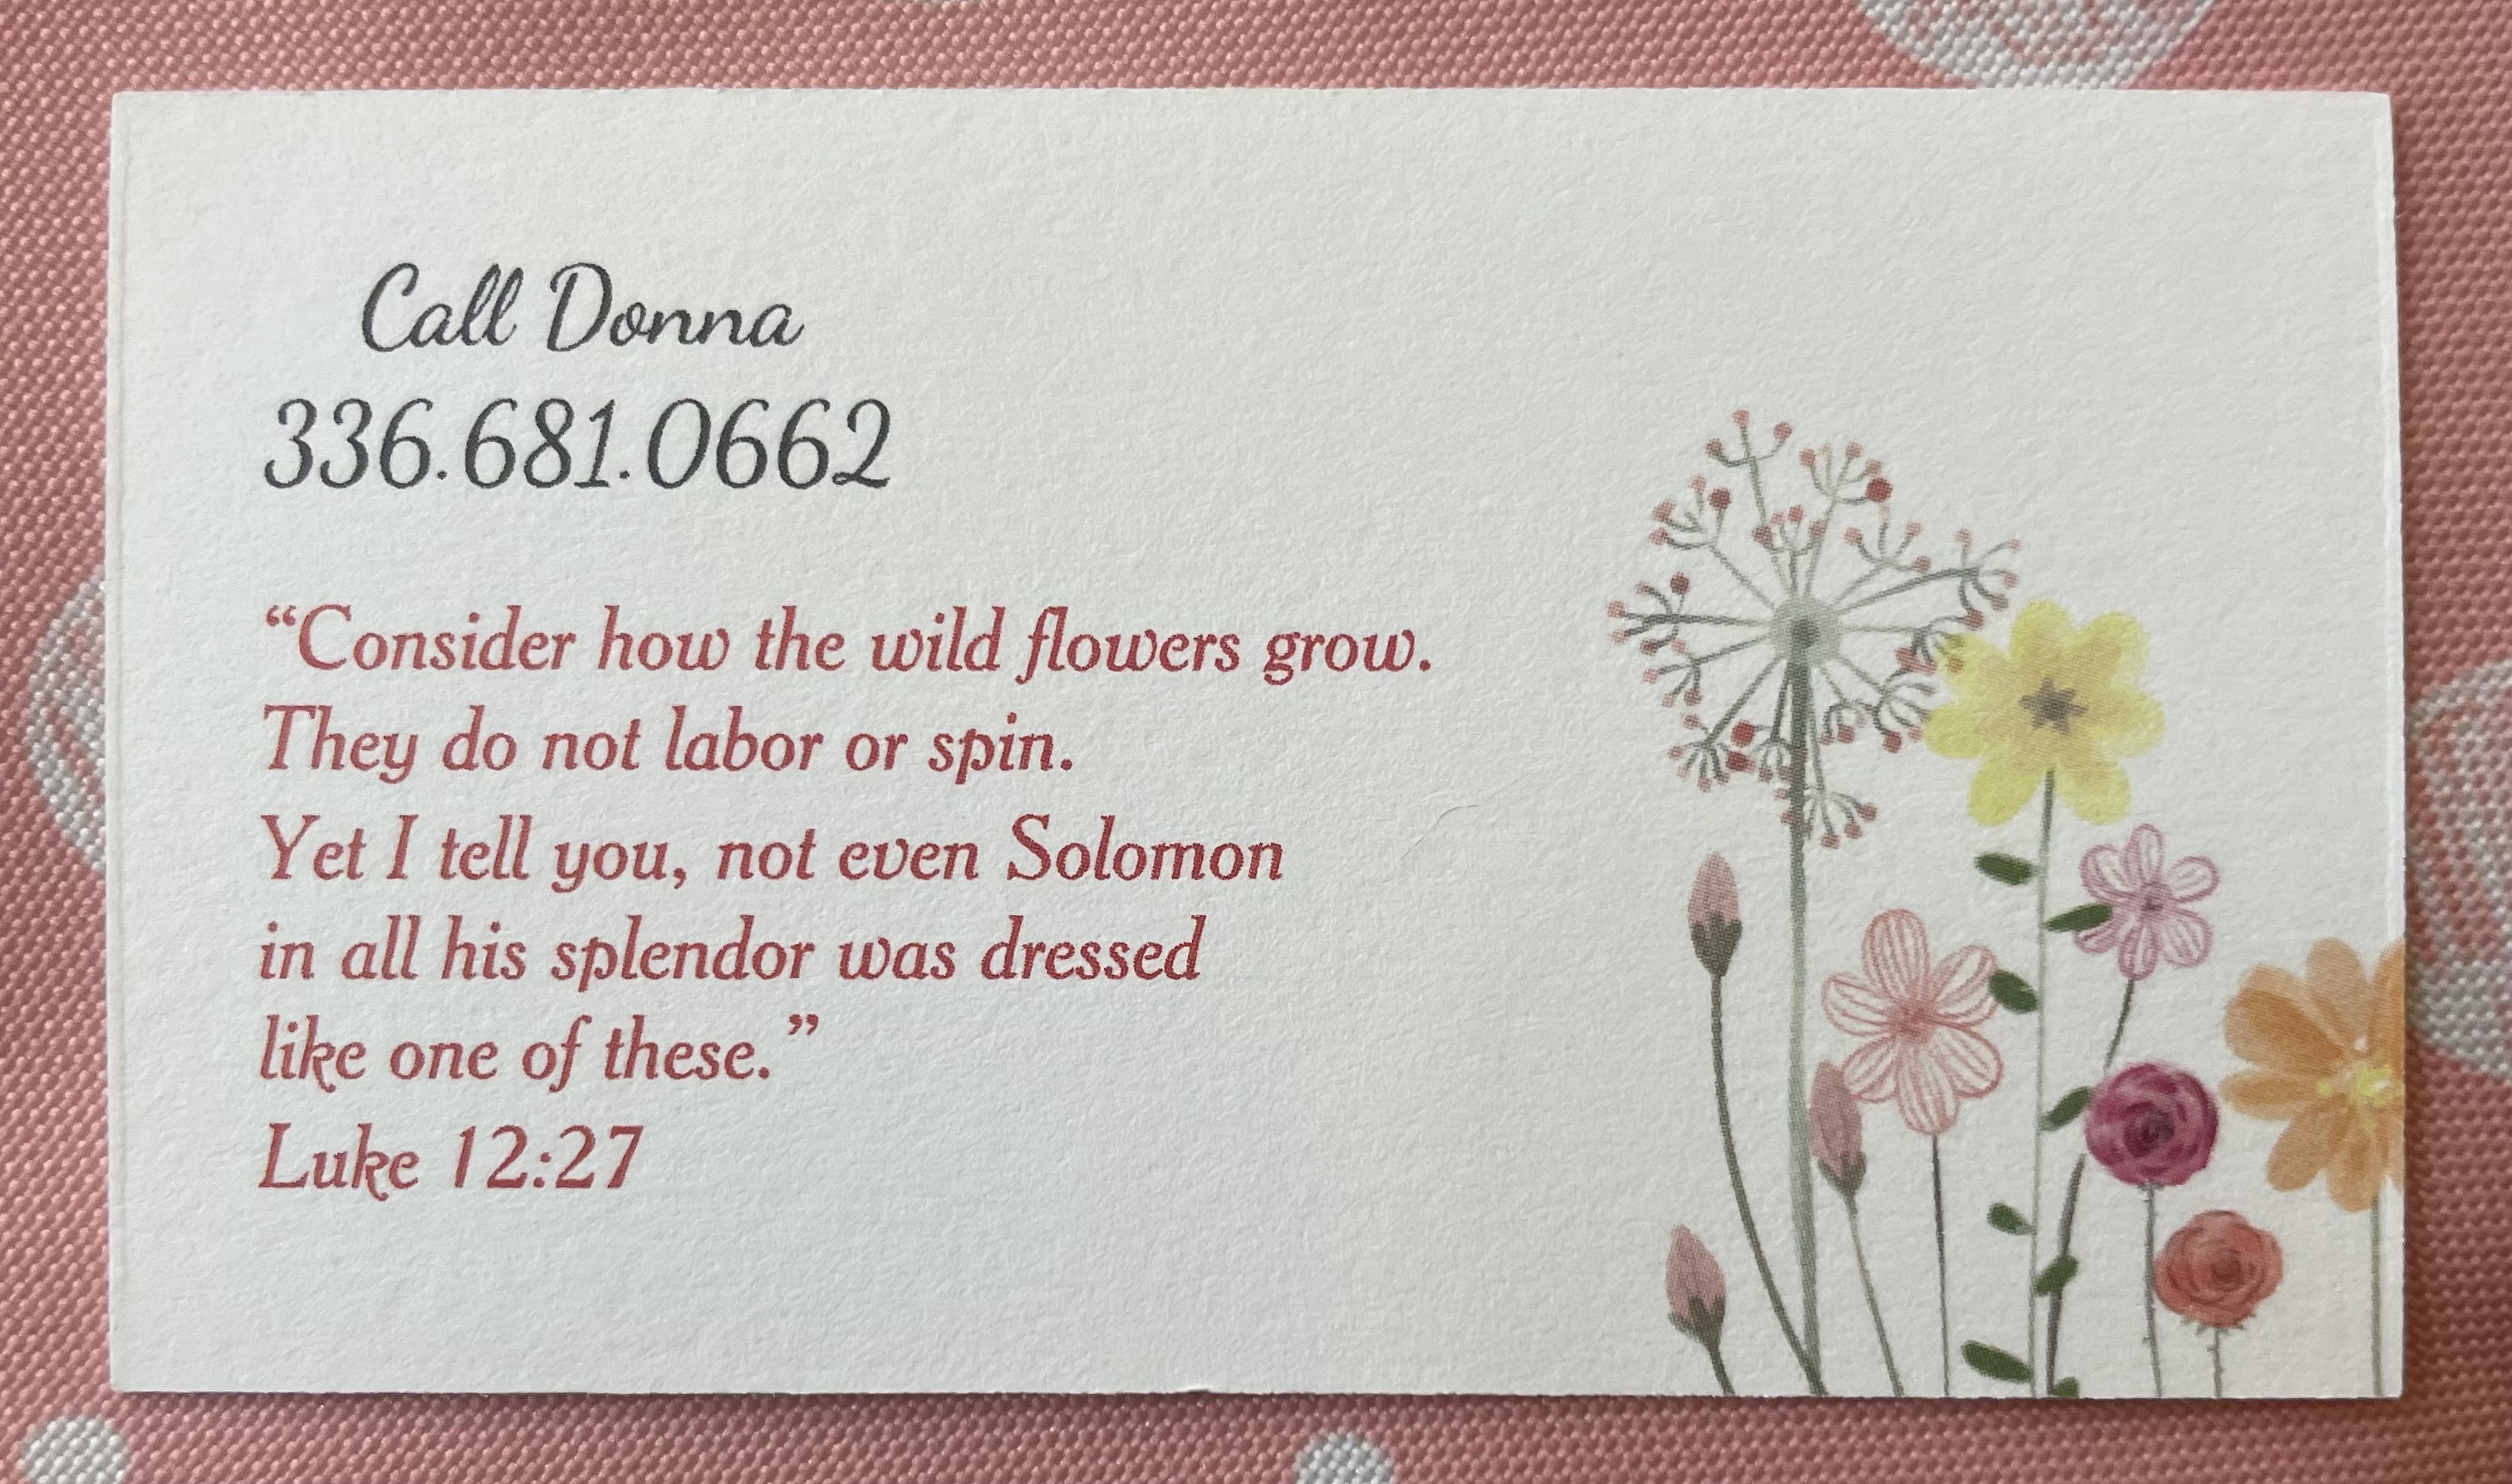 Call Donna
336.681.0662
“Consider how the wild flowers grow.
They do not labor or spin.
Yet I tell you, not even Solomon
in all his splendor was dressed
like one of these.”
Luke 12:27